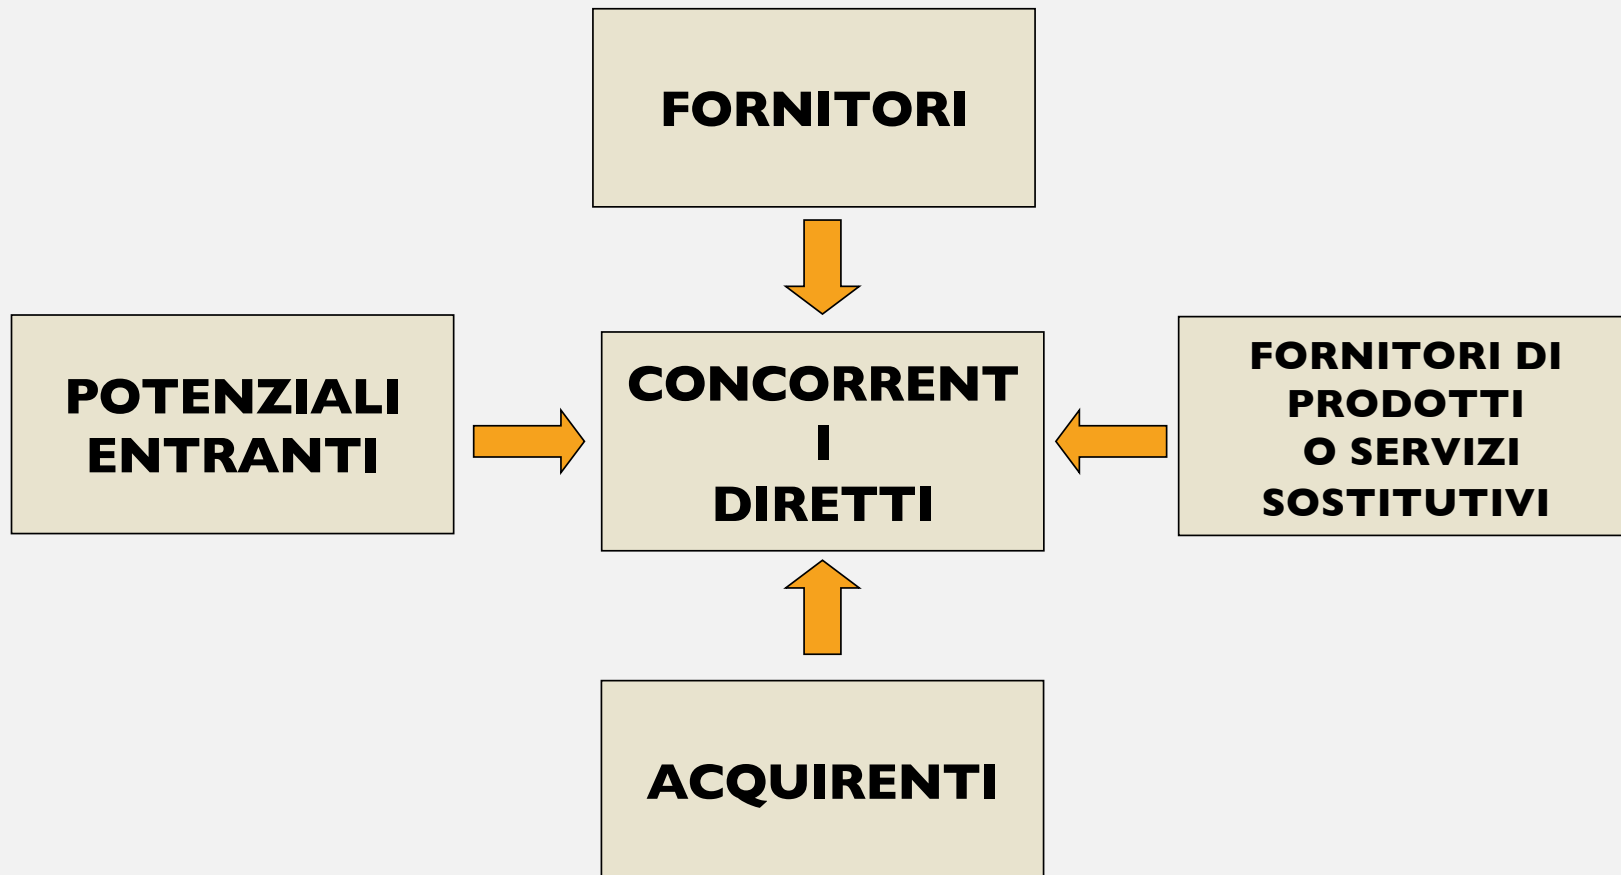 FORNITORI
POTENZIALI
ENTRANTI
CONCORRENT
I
DIRETTI
FORNITORI DI
PRODOTTI
O SERVIZI
SOSTITUTIVI
ACQUIRENTI